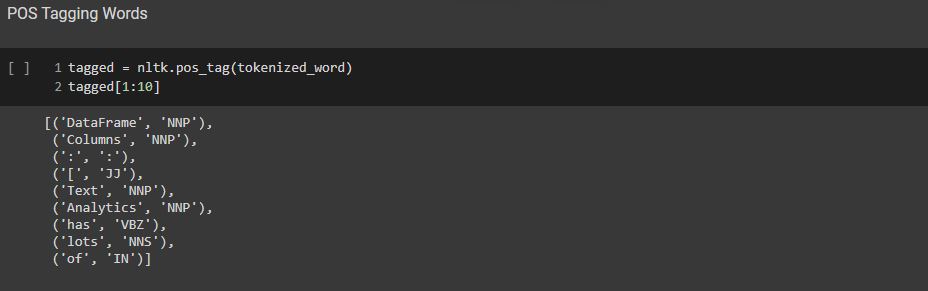 POS Tagging Words
[ ] 1 tagged = nltk.pos_tag(tokenized_word)
2 tagged[1:10]
[('DataFrame', 'NNP'),
('Columns', 'NNP'),
(':', ':'),
('[', 'JJ'),
('Text', 'NNP'),
('Analytics', 'NNP'),
('has', 'VBZ'),
('lots', 'NNS'),
('of', 'IN')]